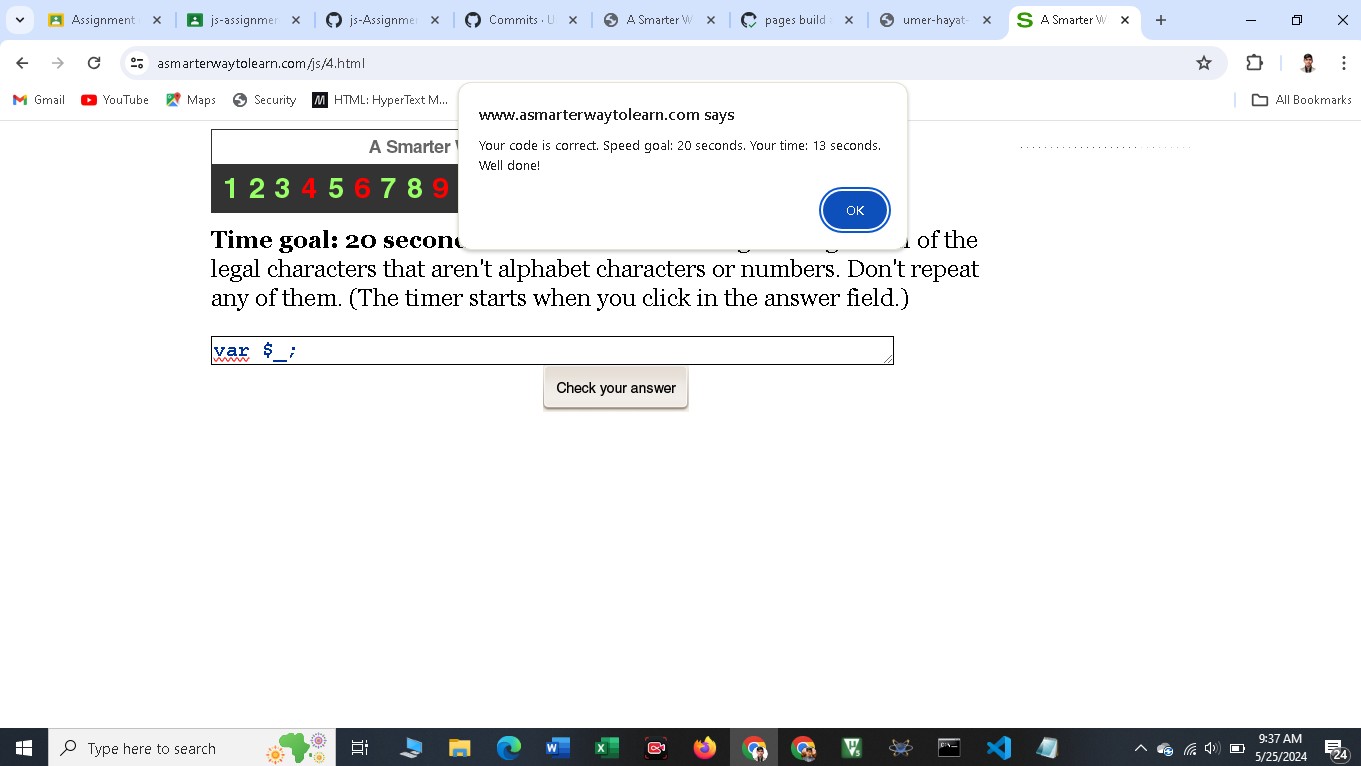 Assignment
js-assignmer
js-Assignme
Commits · U
A Smarter W
pages build
umer-hayat-
A Smarter W
asmarterwaytolearn.com/js/4.html
Gmail
YouTube
Maps
Security
HTML: HyperText M...
All Bookmarks
www.asmarterwaytolearn.com says
Your code is correct. Speed goal: 20 seconds. Your time: 13 seconds.
Well done!
OK
A Smarter
1 2 3 4 5 6 7 8 9
Time goal: 20 secon
of the
legal characters that aren't alphabet characters or numbers. Don't repeat
any of them. (The timer starts when you click in the answer field.)
var $_;
Check your answer
Type here to search
9:37 AM
5/25/2024
24